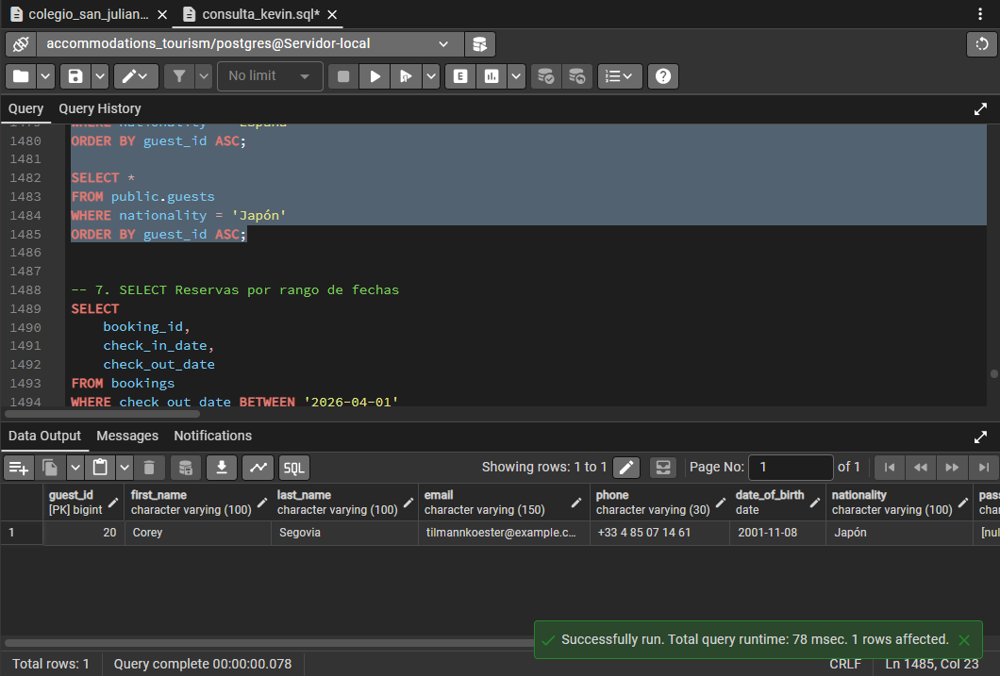 colegio_san_julian...
consulta_kevin.sql*
accommodations_tourism/postgres@Servidor-local
No limit
E
Query
Query History
1479 WHERE nationality = 'España'
1480 ORDER BY guest_id ASC;
1481
1482 SELECT *
1483 FROM public.guests
1484 WHERE nationality = 'Japón'
1485 ORDER BY guest_id ASC;
1486
1487
1488 -- 7. SELECT Reservas por rango de fechas
1489 SELECT
1490 booking_id,
1491 check_in_date,
1492 check_out_date
1493 FROM bookings
1494 WHERE check_out_date BETWEEN '2026-04-01'
Data Output
Messages
Notifications
SQL
Showing rows: 1 to 1
Page No: 1 of 1
guest_id first_name last_name email phone date_of_birth nationality pas
[PK] bigint character varying (100) character varying (100) character varying (150) character varying (30) date character varying (100) char
1 20 Corey Segovia tilmannkoester@example.c... +33 4 85 07 14 61 2001-11-08 Japón [nul
Successfully run. Total query runtime: 78 msec. 1 rows affected.
Total rows: 1
Query complete 00:00:00.078
CRLF
Ln 1485, Col 23